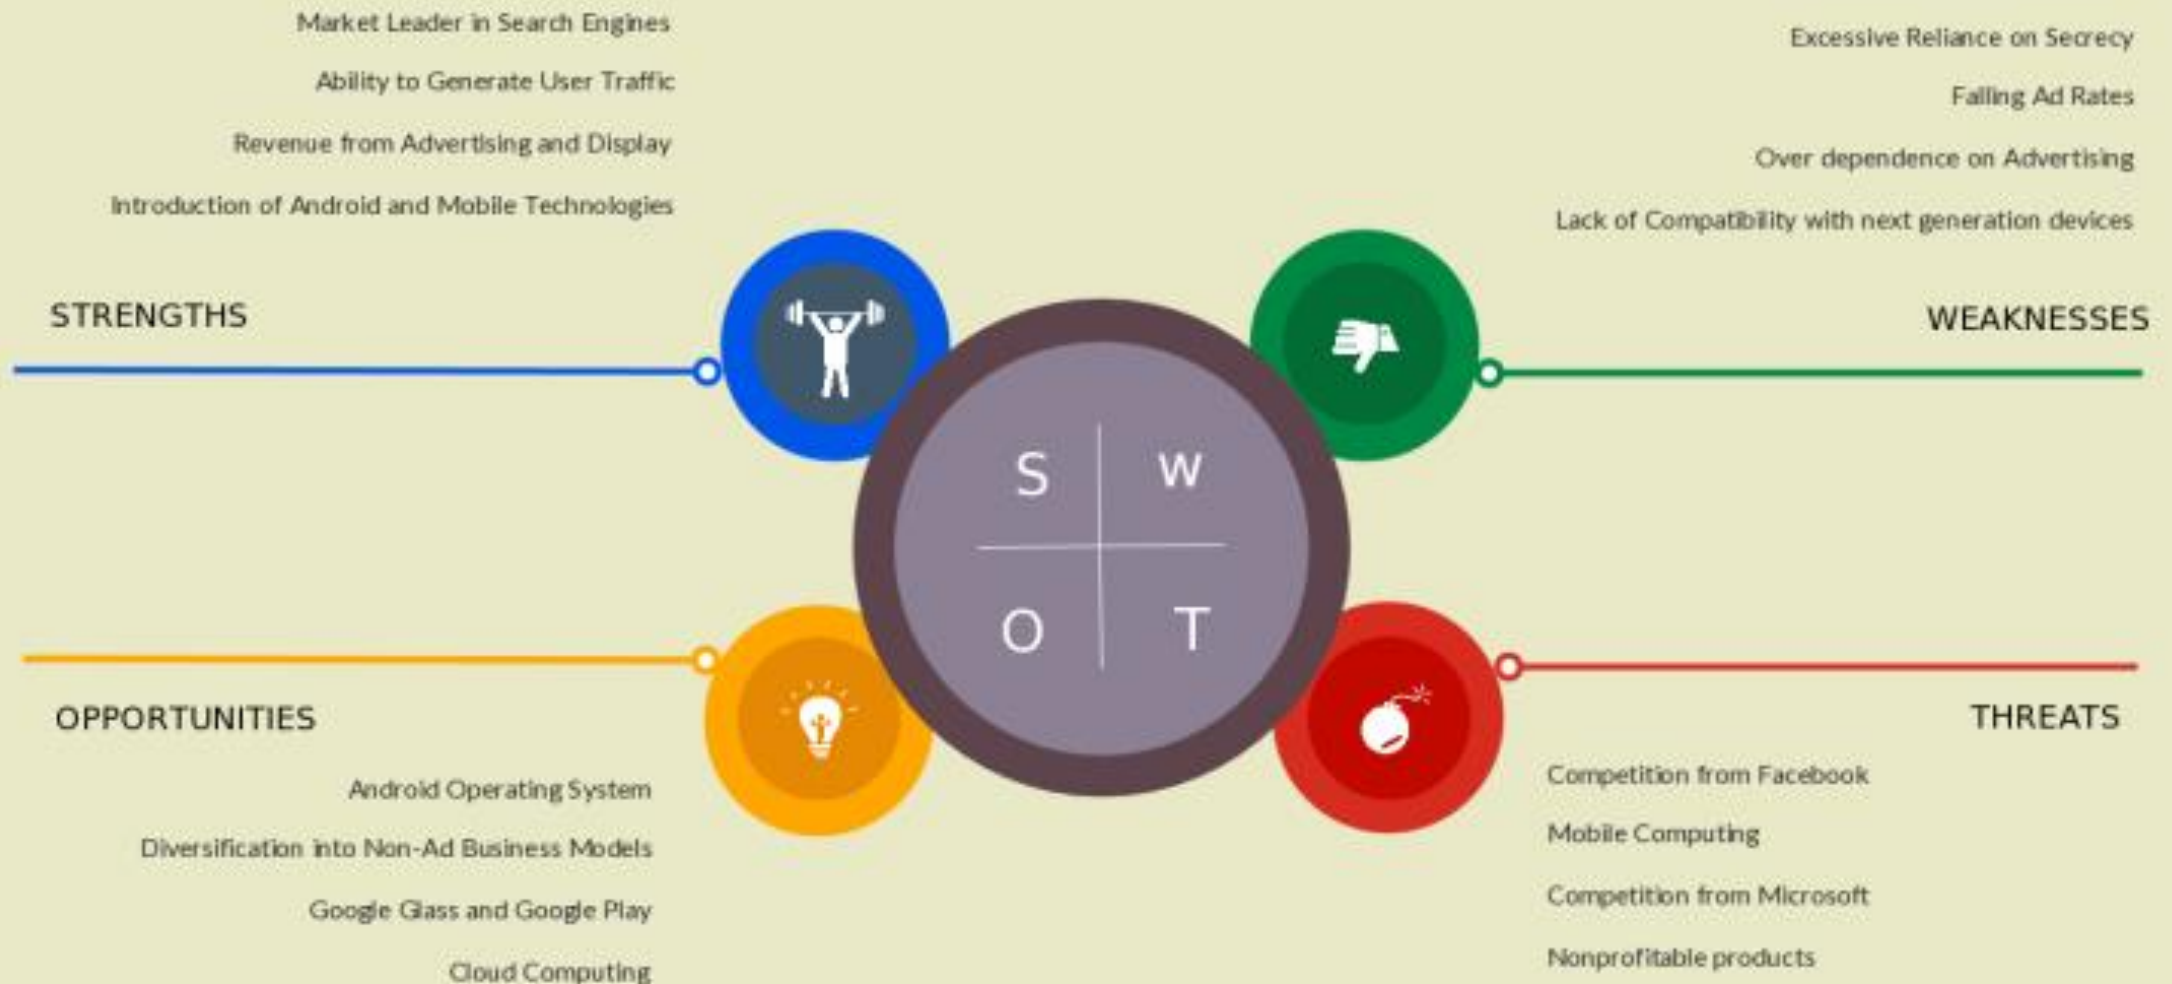 Market Leader in Search Engines
Ability to Generate User Traffic
Revenue from Advertising and Display
Introduction of Android and Mobile Technologies
STRENGTHS
Excessive Reliance on Secrecy
Falling Ad Rates
Over dependence on Advertising
Lack of Compatibility with next generation devices
WEAKNESSES
S W
O T
OPPORTUNITIES
Android Operating System
Diversification into Non-Ad Business Models
Google Glass and Google Play
Cloud Computing
THREATS
Competition from Facebook
Mobile Computing
Competition from Microsoft
Nonprofitable products